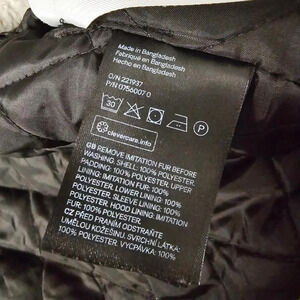 Made in Bangladesh
Fabriqué en Bangladesh
Hecho en Bangladesh
O/N 221937
P/N 0756007 0
30
P
clevercare.info
GB REMOVE IMITATION FUR BEFORE
WASHING. SHELL: 100% POLYESTER.
PADDING: 100% POLYESTER. UPPER
LINING: IMITATION FUR: 100%
POLYESTER. LOWER LINING: 100%
POLYESTER. SLEEVE LINING: 100%
POLYESTER. HOOD LINING: IMITATION
FUR: 100% POLYESTER.
CZ PŘED PRANÍM ODSTRAŇTE
UMĚLOU KOŽEŠINU. SVRCHNÍ LÁTKA:
100% POLYESTER. VÝCPÁVKA: 100%